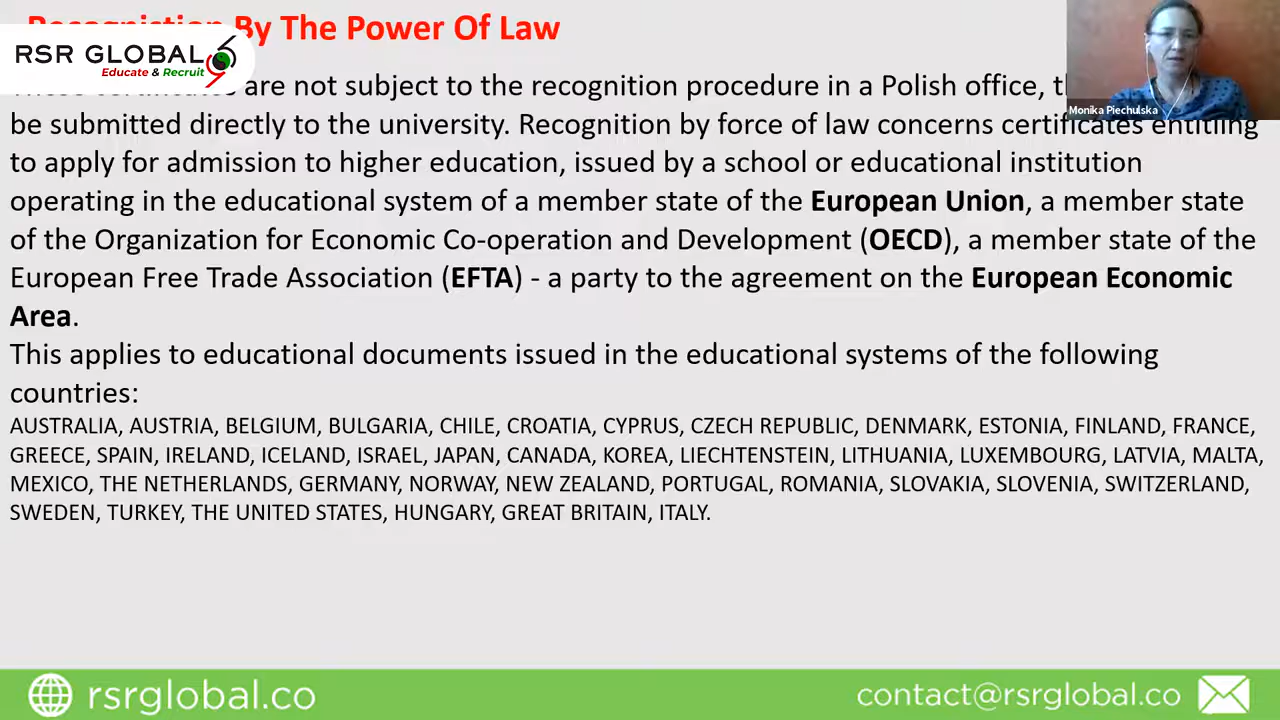 By The Power Of Law
RSR GLOBAL
Educate & Recruit
Monika Piechulska
are not subject to the recognition procedure in a Polish office,
be submitted directly to the university. Recognition by force of law concerns certificates entitling
to apply for admission to higher education, issued by a school or educational institution
operating in the educational system of a member state of the European Union, a member state
of the Organization for Economic Co-operation and Development (OECD), a member state of the
European Free Trade Association (EFTA) - a party to the agreement on the European Economic
Area.
This applies to educational documents issued in the educational systems of the following
countries:
AUSTRALIA, AUSTRIA, BELGIUM, BULGARIA, CHILE, CROATIA, CYPRUS, CZECH REPUBLIC, DENMARK, ESTONIA, FINLAND, FRANCE,
GREECE, SPAIN, IRELAND, ICELAND, ISRAEL, JAPAN, CANADA, KOREA, LIECHTENSTEIN, LITHUANIA, LUXEMBOURG, LATVIA, MALTA,
MEXICO, THE NETHERLANDS, GERMANY, NORWAY, NEW ZEALAND, PORTUGAL, ROMANIA, SLOVAKIA, SLOVENIA, SWITZERLAND,
SWEDEN, TURKEY, THE UNITED STATES, HUNGARY, GREAT BRITAIN, ITALY.
rsrglobal.co
contact@rsrglobal.co